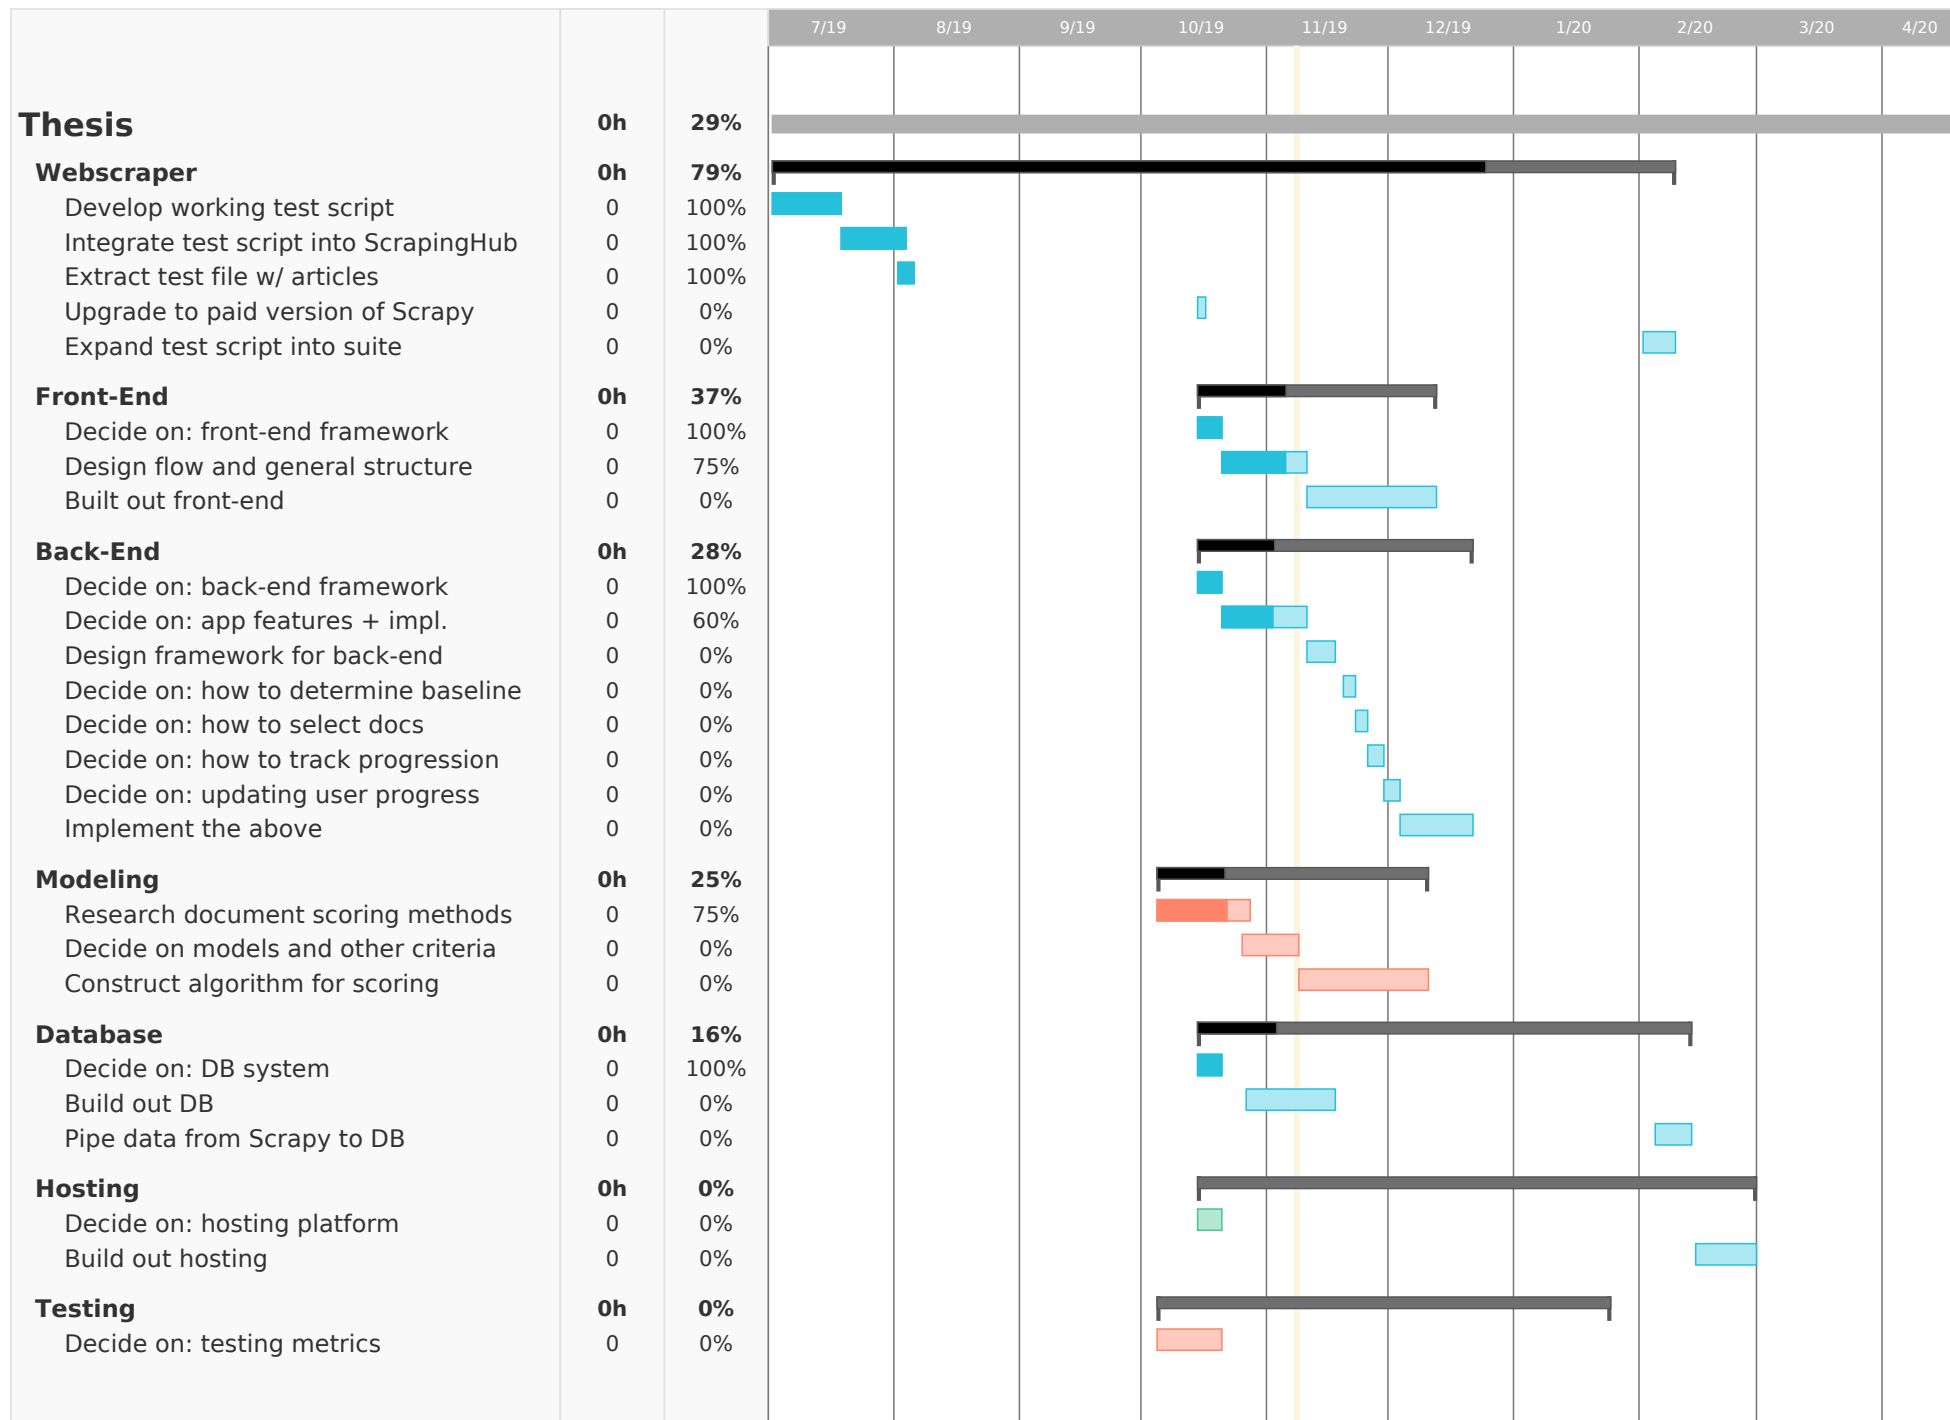 7/19 8/19 9/19 10/19 11/19 12/19 1/20 2/20 3/20 4/20
Thesis 0h 29%
Webscraper 0h 79%
Develop working test script 0 100%
Integrate test script into ScrapingHub 0 100%
Extract test file w/ articles 0 100%
Upgrade to paid version of Scrapy 0 0%
Expand test script into suite 0 0%
Front-End 0h 37%
Decide on: front-end framework 0 100%
Design flow and general structure 0 75%
Built out front-end 0 0%
Back-End 0h 28%
Decide on: back-end framework 0 100%
Decide on: app features + impl. 0 60%
Design framework for back-end 0 0%
Decide on: how to determine baseline 0 0%
Decide on: how to select docs 0 0%
Decide on: how to track progression 0 0%
Decide on: updating user progress 0 0%
Implement the above 0 0%
Modeling 0h 25%
Research document scoring methods 0 75%
Decide on models and other criteria 0 0%
Construct algorithm for scoring 0 0%
Database 0h 16%
Decide on: DB system 0 100%
Build out DB 0 0%
Pipe data from Scrapy to DB 0 0%
Hosting 0h 0%
Decide on: hosting platform 0 0%
Build out hosting 0 0%
Testing 0h 0%
Decide on: testing metrics 0 0%